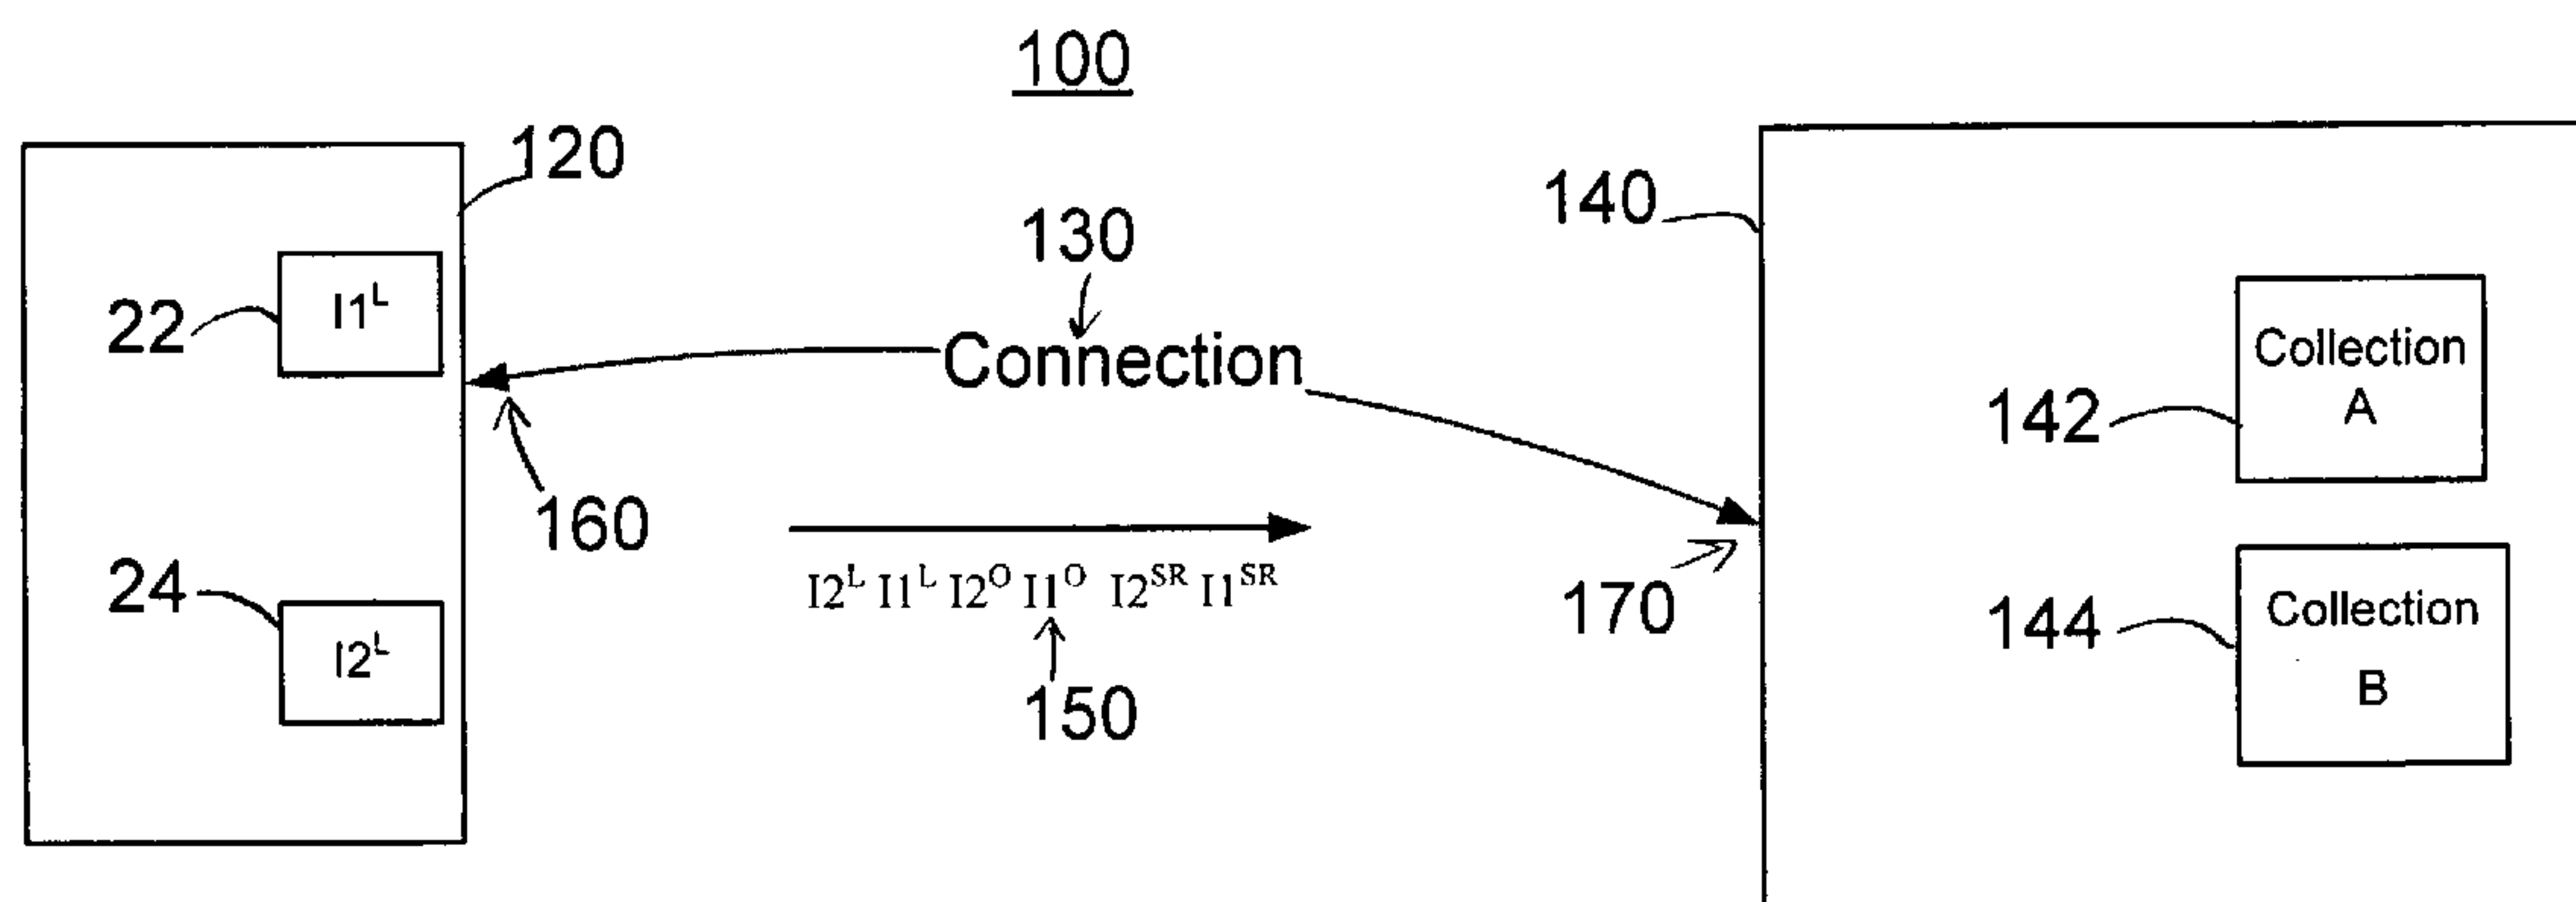 100
120
130
140
22
I1^L
Connection
Collection
A
142
160
24
I2^L
I2^L I1^L I2^O I1^O I2^SR I1^SR
150
170
144
Collection
B